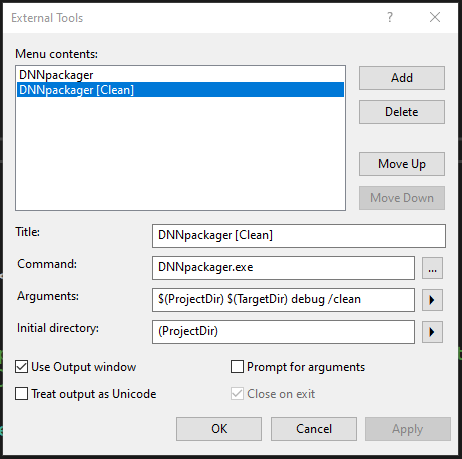 External Tools
?
Menu contents:
DNNpackager
DNNpackager [Clean]
Add
Delete
Move Up
Move Down
Title:
DNNpackager [Clean]
Command:
DNNpackager.exe
...
Arguments:
$(ProjectDir) $(TargetDir) debug /clean
Initial directory:
(ProjectDir)
Use Output window
Prompt for arguments
Treat output as Unicode
Close on exit
OK
Cancel
Apply